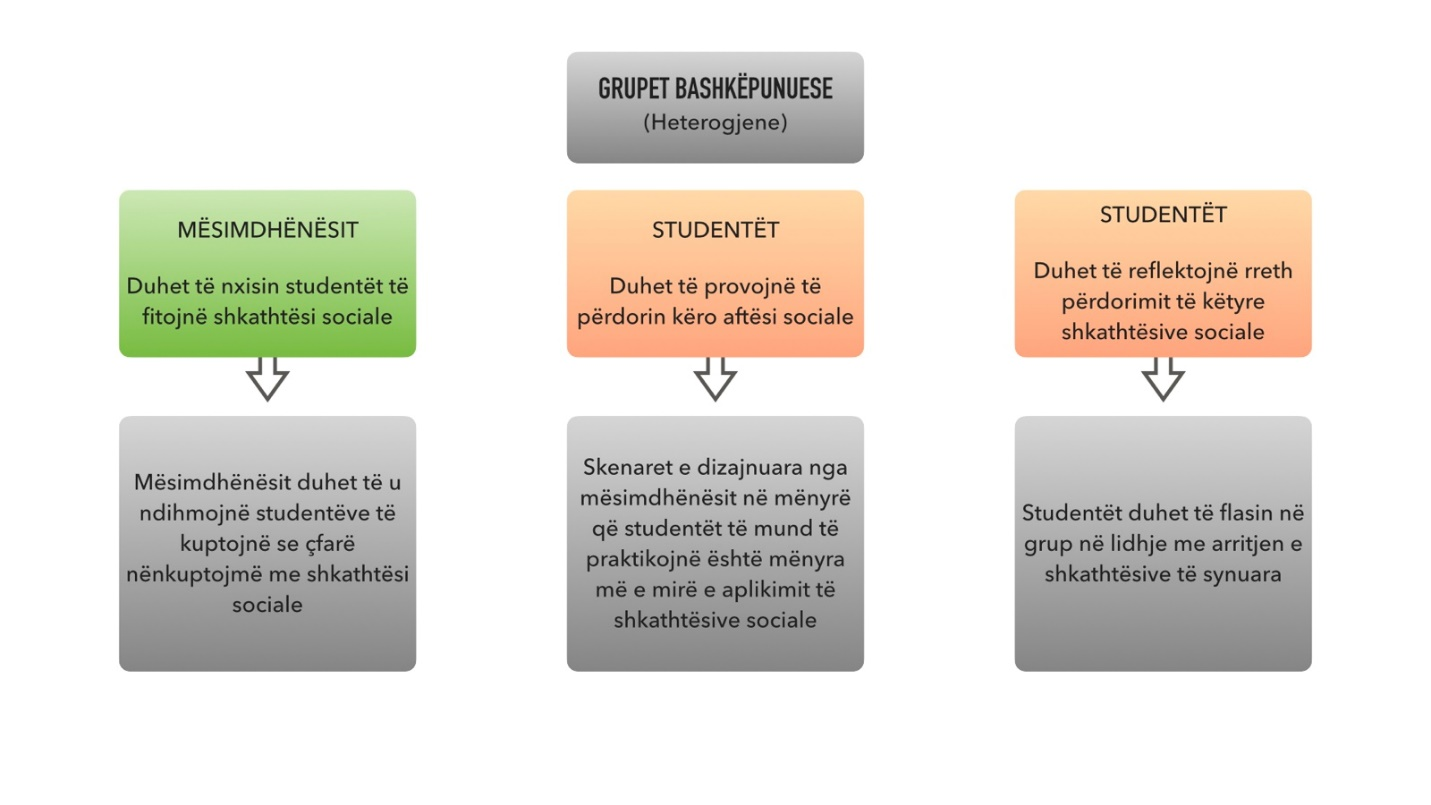 GRUPET BASHKËPUNUESE
(Heterogjene)
MËSIMDHËNËSIT
Duhet të nxisin studentët të
fitojnë shkathtësi sociale
STUDENTËT
Duhet të provojnë të
përdorin këro aftësi sociale
STUDENTËT
Duhet të reflektojnë rreth
përdorimit të këtyre
shkathtësive sociale
Mësimdhënësit duhet të u
ndihmojnë studentëve të
kuptojnë se çfarë
nënkuptojmë me shkathtësi
sociale
Skenaret e dizajnuara nga
mësimdhënësit në mënyrë
që studentët të mund të
praktikojnë është mënyra
më e mirë e aplikimit të
shkathtësive sociale
Studentët duhet të flasin në
grup në lidhje me arritjen e
shkathtësive të synuara